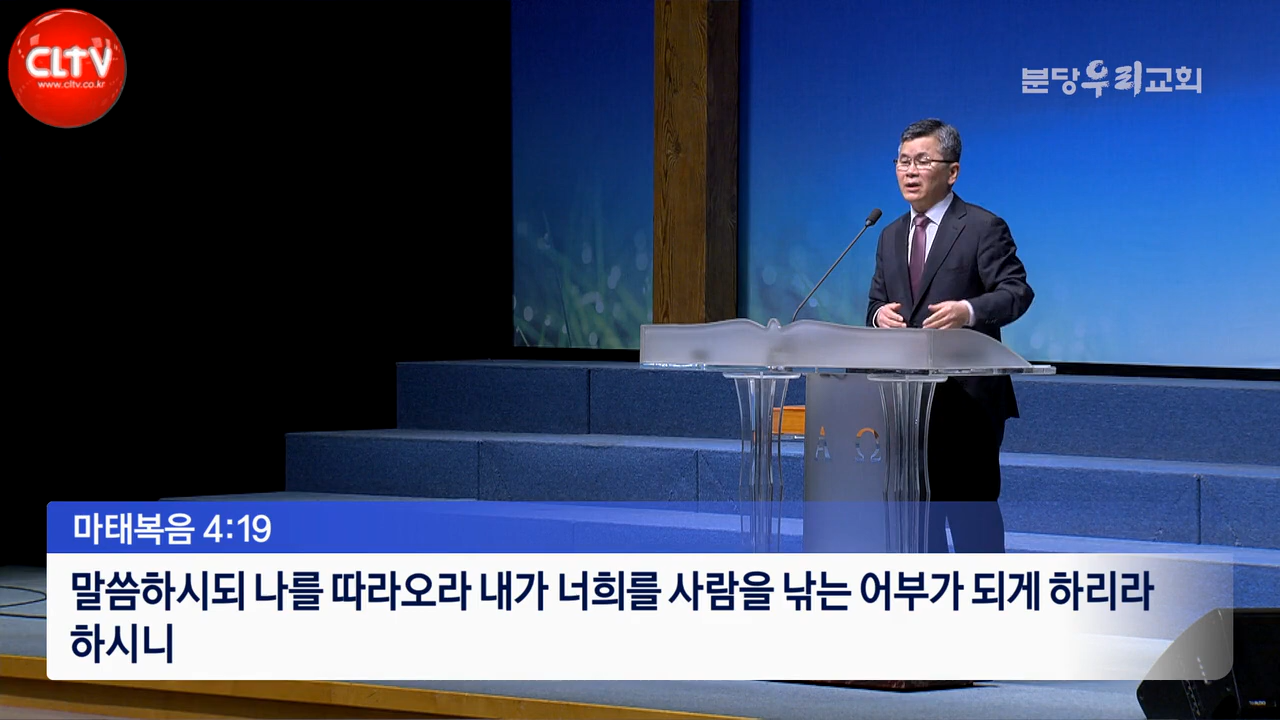 CLTV
www.cltv.co.kr
분당우리교회
Α Ω
마태복음 4:19
말씀하시되 나를 따라오라 내가 너희를 사람을 낚는 어부가 되게 하리라
하시니